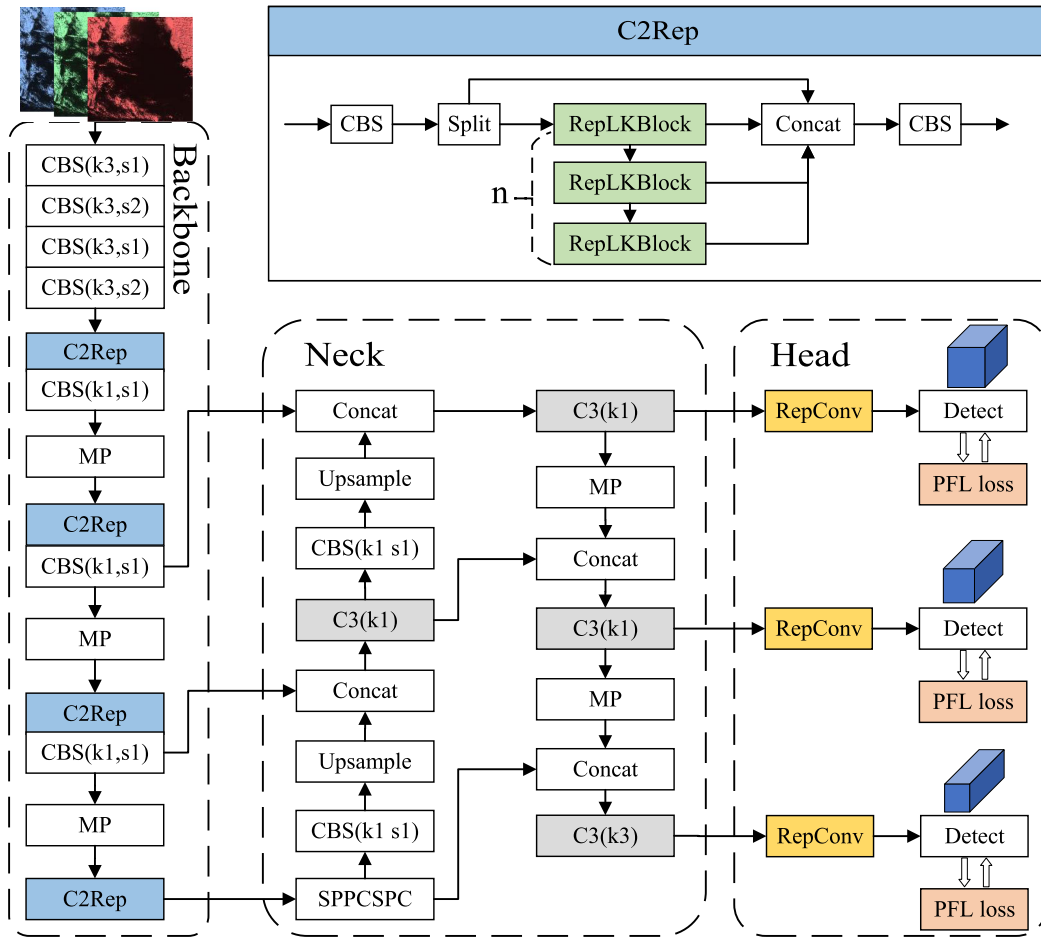 C2Rep
CBS
Split
RepLKBlock
Concat
CBS
RepLKBlock
RepLKBlock
n
Backbone
CBS(k3,s1)
CBS(k3,s2)
CBS(k3,s1)
CBS(k3,s2)
C2Rep
CBS(k1,s1)
MP
C2Rep
CBS(k1,s1)
MP
C2Rep
CBS(k1,s1)
MP
C2Rep
Neck
Concat
Upsample
CBS(k1 s1)
C3(k1)
Concat
Upsample
CBS(k1 s1)
SPPCSPC
C3(k1)
MP
Concat
C3(k1)
MP
Concat
C3(k3)
Head
RepConv
Detect
PFL loss
RepConv
Detect
PFL loss
RepConv
Detect
PFL loss